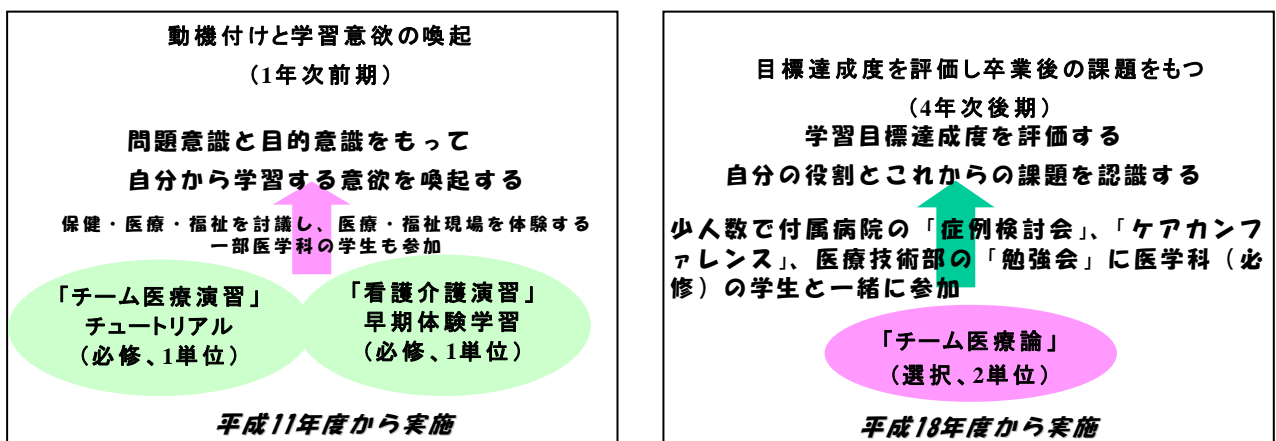 動機付けと学習意欲の喚起
(1年次前期)
問題意識と目的意識をもって
自分から学習する意欲を喚起する
保健・医療・福祉を討議し、医療・福祉現場を体験する
一部医学科の学生も参加
「チーム医療演習」
チュートリアル
(必修、1単位)
「看護介護演習」
早期体験学習
(必修、1単位)
平成11年度から実施
目標達成度を評価し卒業後の課題をもつ
(4年次後期)
学習目標達成度を評価する
自分の役割とこれからの課題を認識する
少人数で付属病院の「症例検討会」、「ケアカンフ
ァレンス」、医療技術部の「勉強会」に医学科(必
修)の学生と一緒に参加
「チーム医療論」
(選択、2単位)
平成18年度から実施